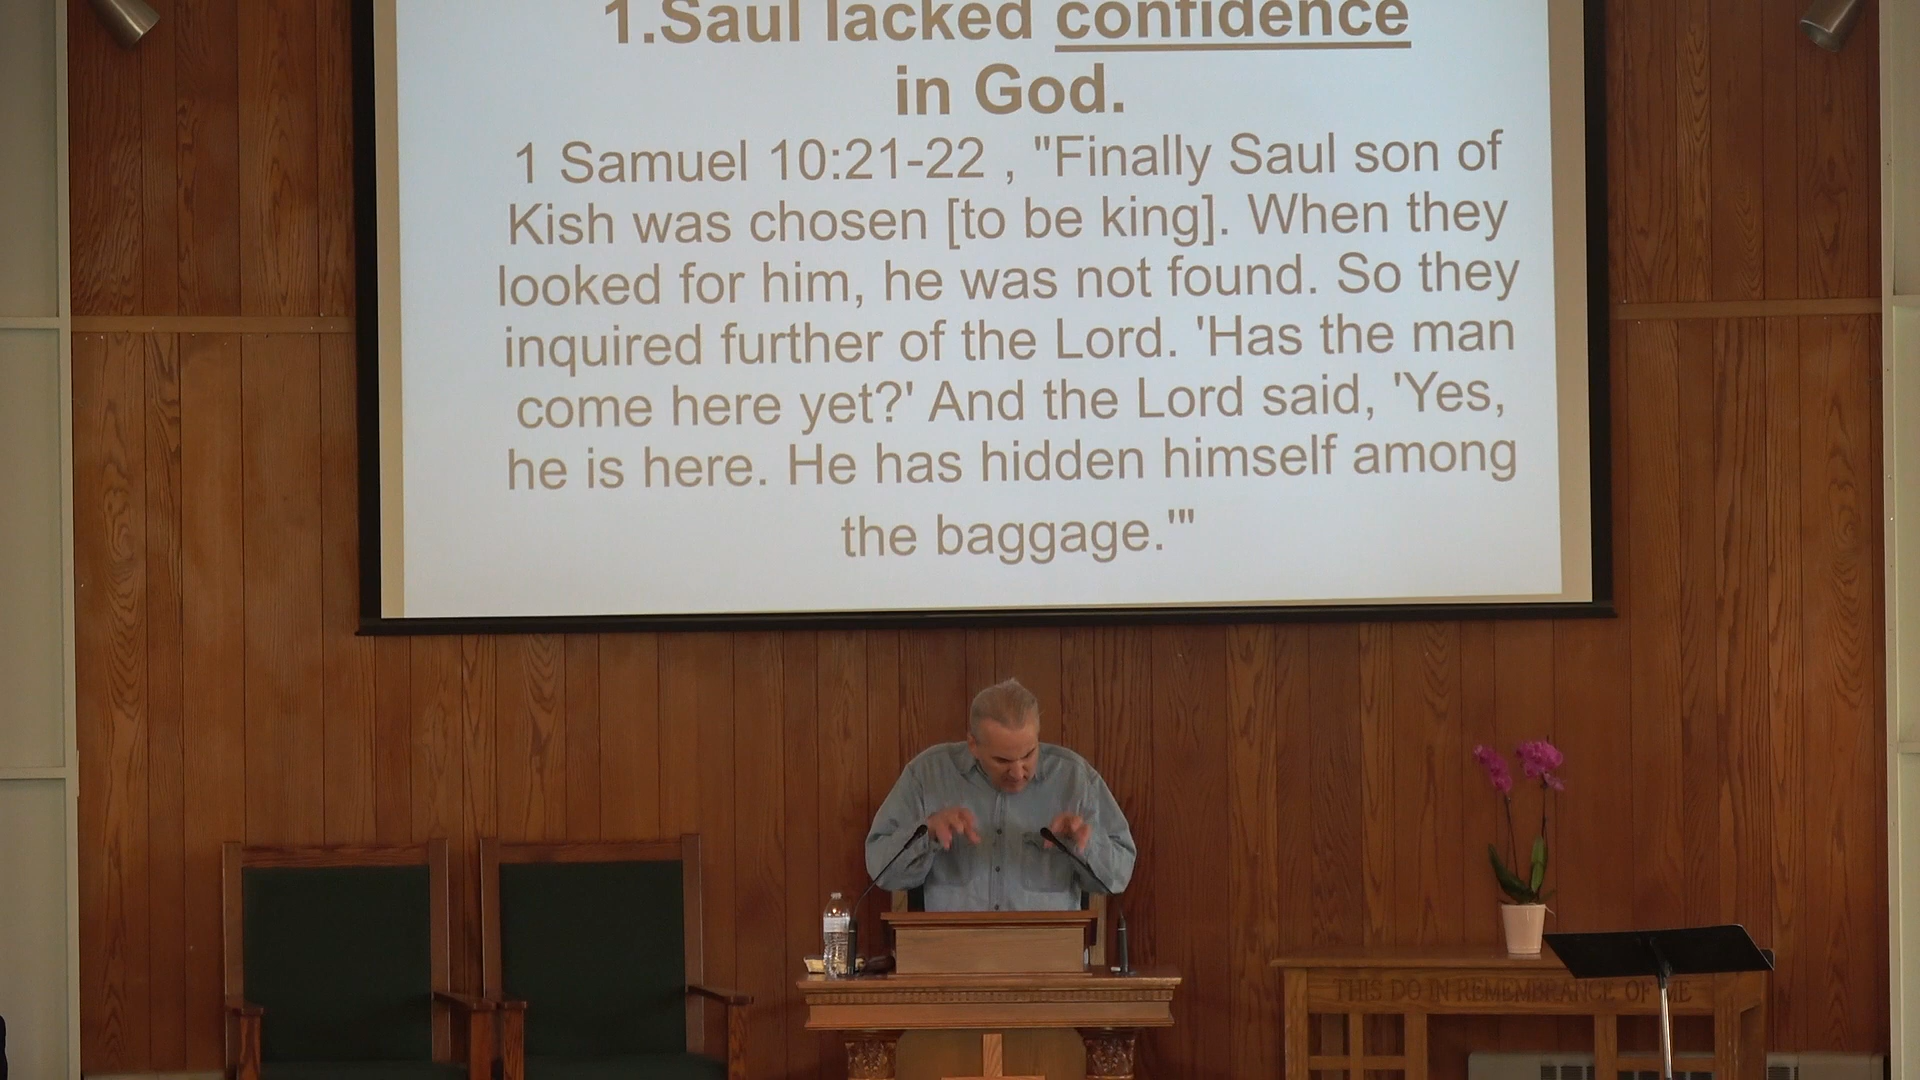 1.Saul lacked confidence
in God.
1 Samuel 10:21-22 , "Finally Saul son of
Kish was chosen [to be king]. When they
looked for him, he was not found. So they
inquired further of the Lord. 'Has the man
come here yet?' And the Lord said, 'Yes,
he is here. He has hidden himself among
the baggage.'"
THIS DO IN REMEMBRANCE OF ME